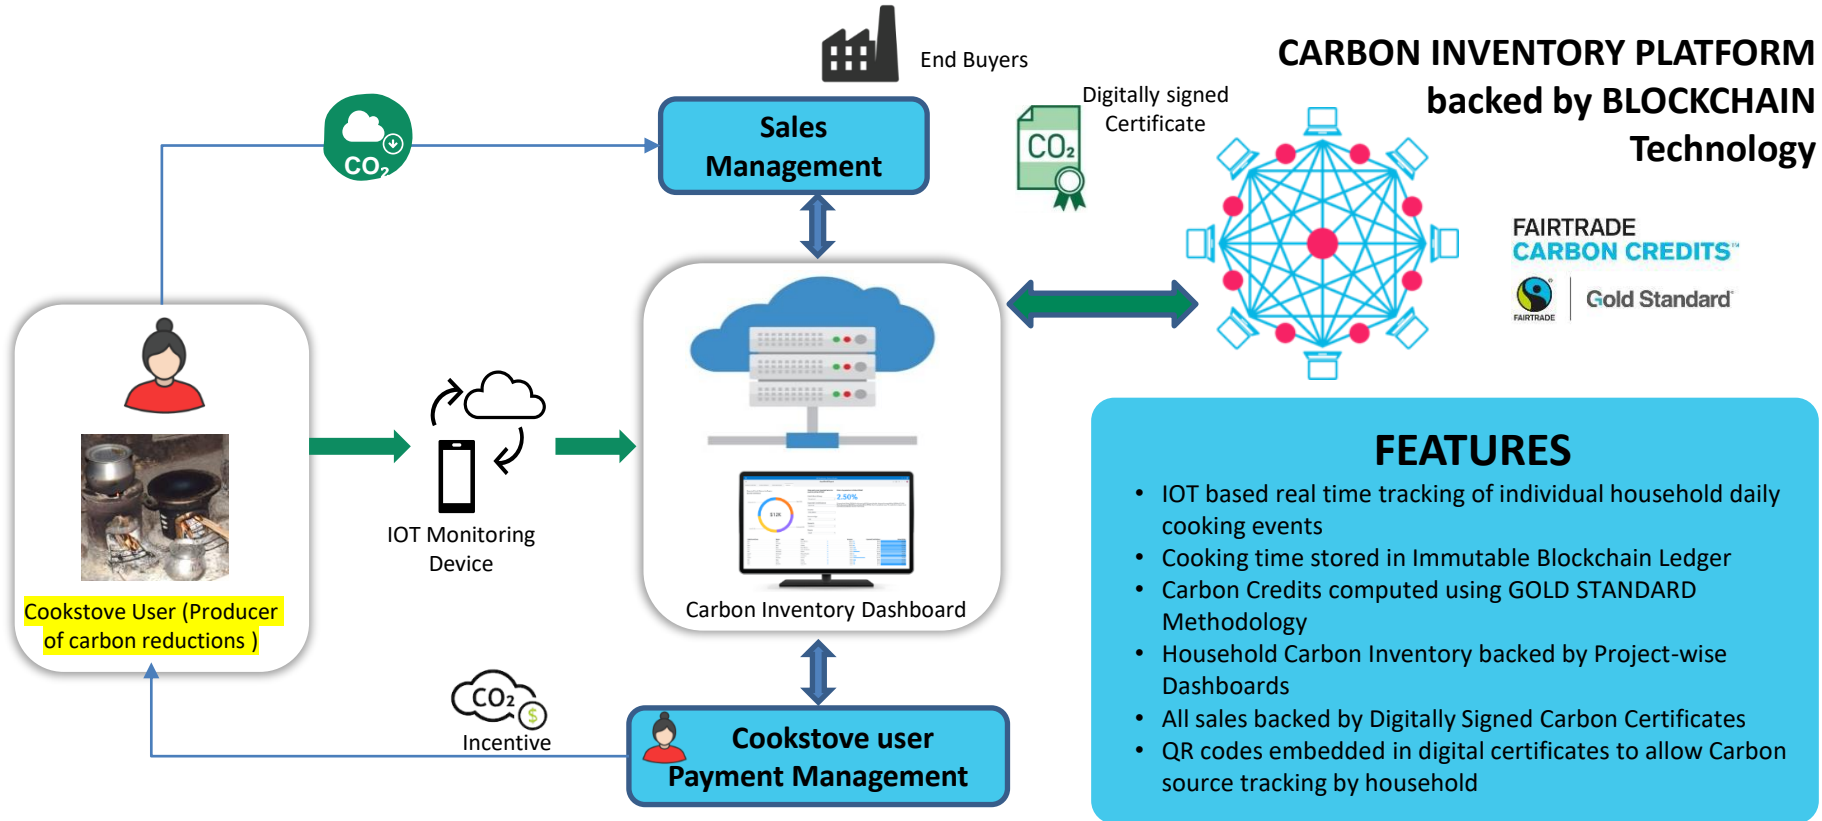 End Buyers
CARBON INVENTORY PLATFORM
backed by BLOCKCHAIN
Technology
Digitally signed
Certificate
CO₂
Sales
Management
CO₂
FAIRTRADE
CARBON CREDITS™
FAIRTRADE
Gold Standard®
IOT Monitoring
Device
Cookstove User (Producer
of carbon reductions )
2.50%
$12K
Carbon Inventory Dashboard
CO₂
$
Incentive
Cookstove user
Payment Management
FEATURES
• IOT based real time tracking of individual household daily
cooking events
• Cooking time stored in Immutable Blockchain Ledger
• Carbon Credits computed using GOLD STANDARD
Methodology
• Household Carbon Inventory backed by Project-wise
Dashboards
• All sales backed by Digitally Signed Carbon Certificates
• QR codes embedded in digital certificates to allow Carbon
source tracking by household